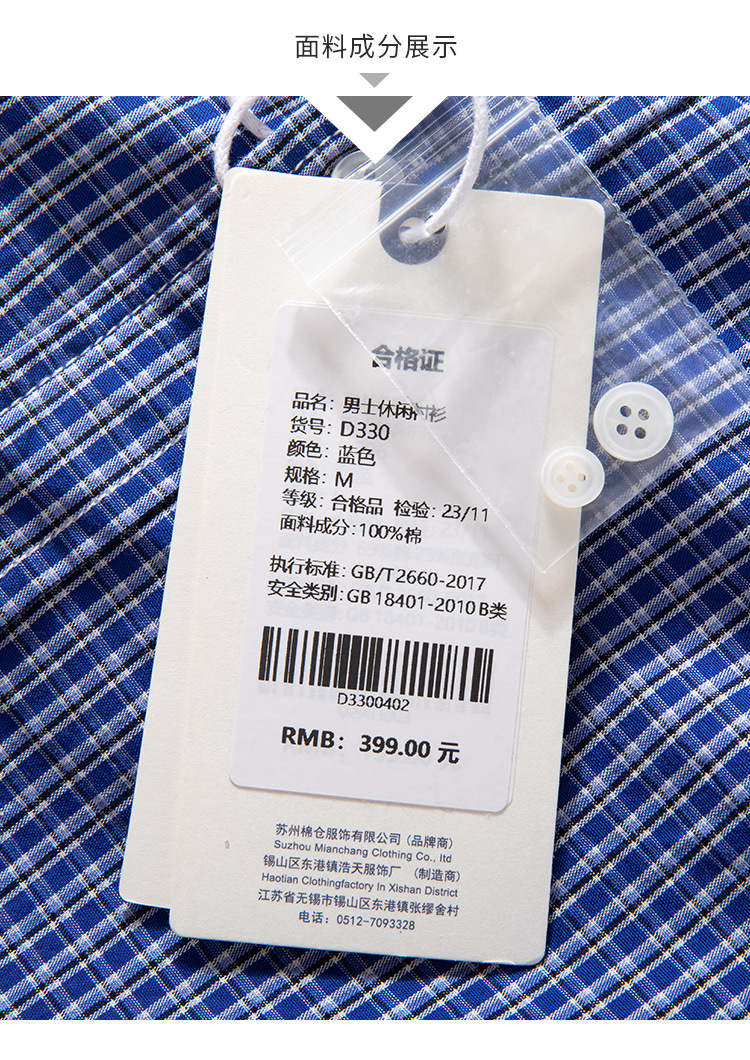 面料成分展示
合格证
品名: 男士休闲衬衫
货号: D330
颜色: 蓝色
规格: M
等级: 合格品 检验: 23/11
面料成分:100%棉
执行标准: GB/T2660-2017
安全类别: GB 18401-2010 B类
D3300402
RMB: 399.00 元
苏州棉仓服饰有限公司 (品牌商)
Suzhou Mianchang Clothing Co., ltd
锡山区东港镇浩天服饰厂 (制造商)
Haotian Clothingfactory In Xishan District
江苏省无锡市锡山区东港镇张缪舍村
电话: 0512-7093328